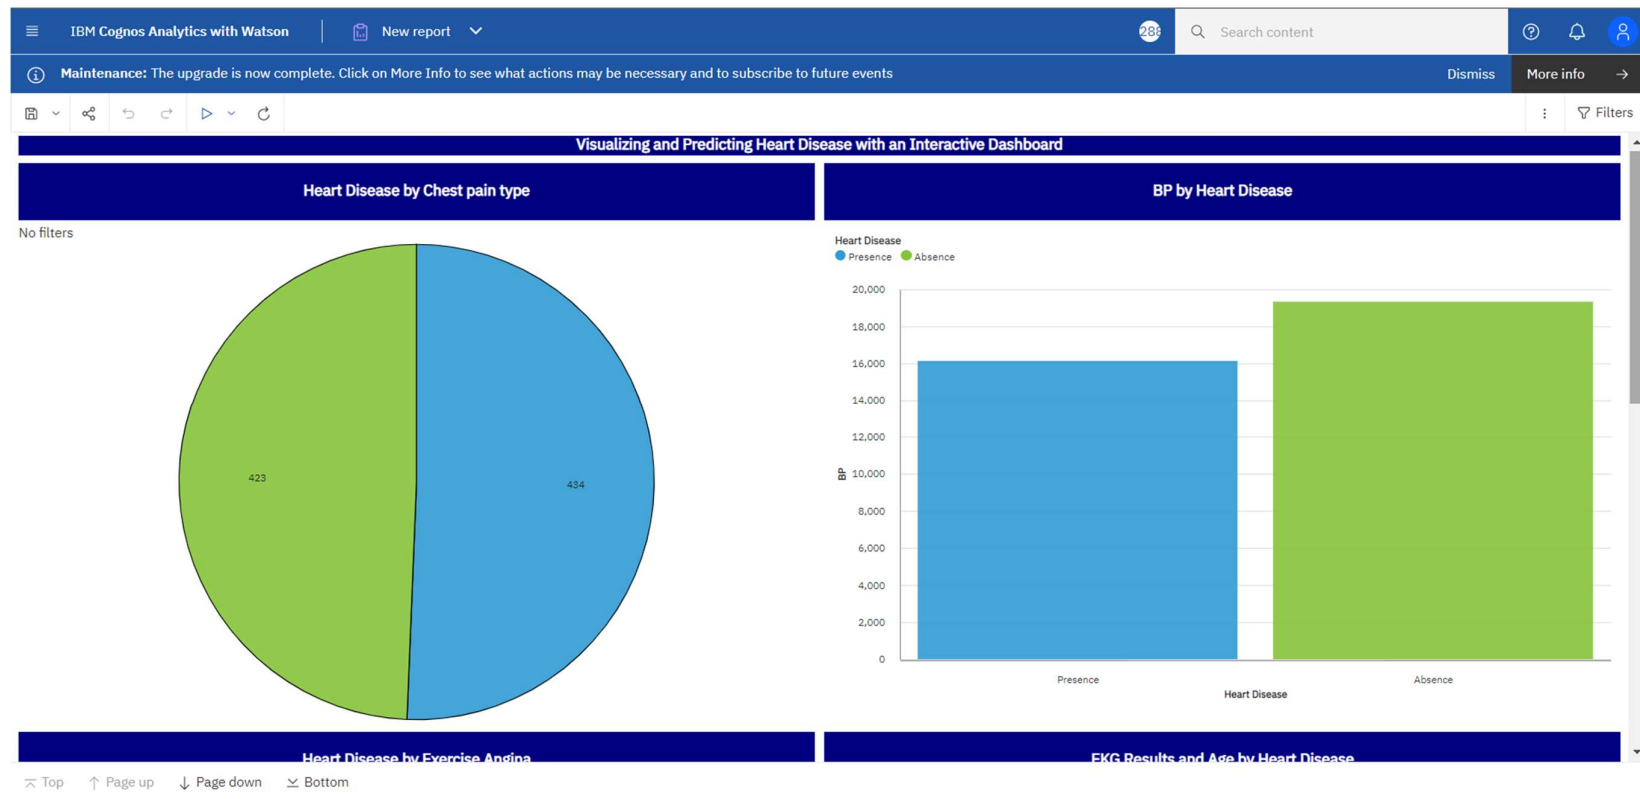 IBM Cognos Analytics with Watson
New report
288
Search content
Maintenance: The upgrade is now complete. Click on More Info to see what actions may be necessary and to subscribe to future events
Dismiss
More info
Filters
Visualizing and Predicting Heart Disease with an Interactive Dashboard
Heart Disease by Chest pain type
BP by Heart Disease
No filters
423
434
Heart Disease
Presence Absence
20,000
18,000
16,000
14,000
12,000
BP
10,000
8,000
6,000
4,000
2,000
0
Presence Absence
Heart Disease
Heart Disease by Exercise Angina
EKG Results and Age by Heart Disease
Top Page up Page down Bottom